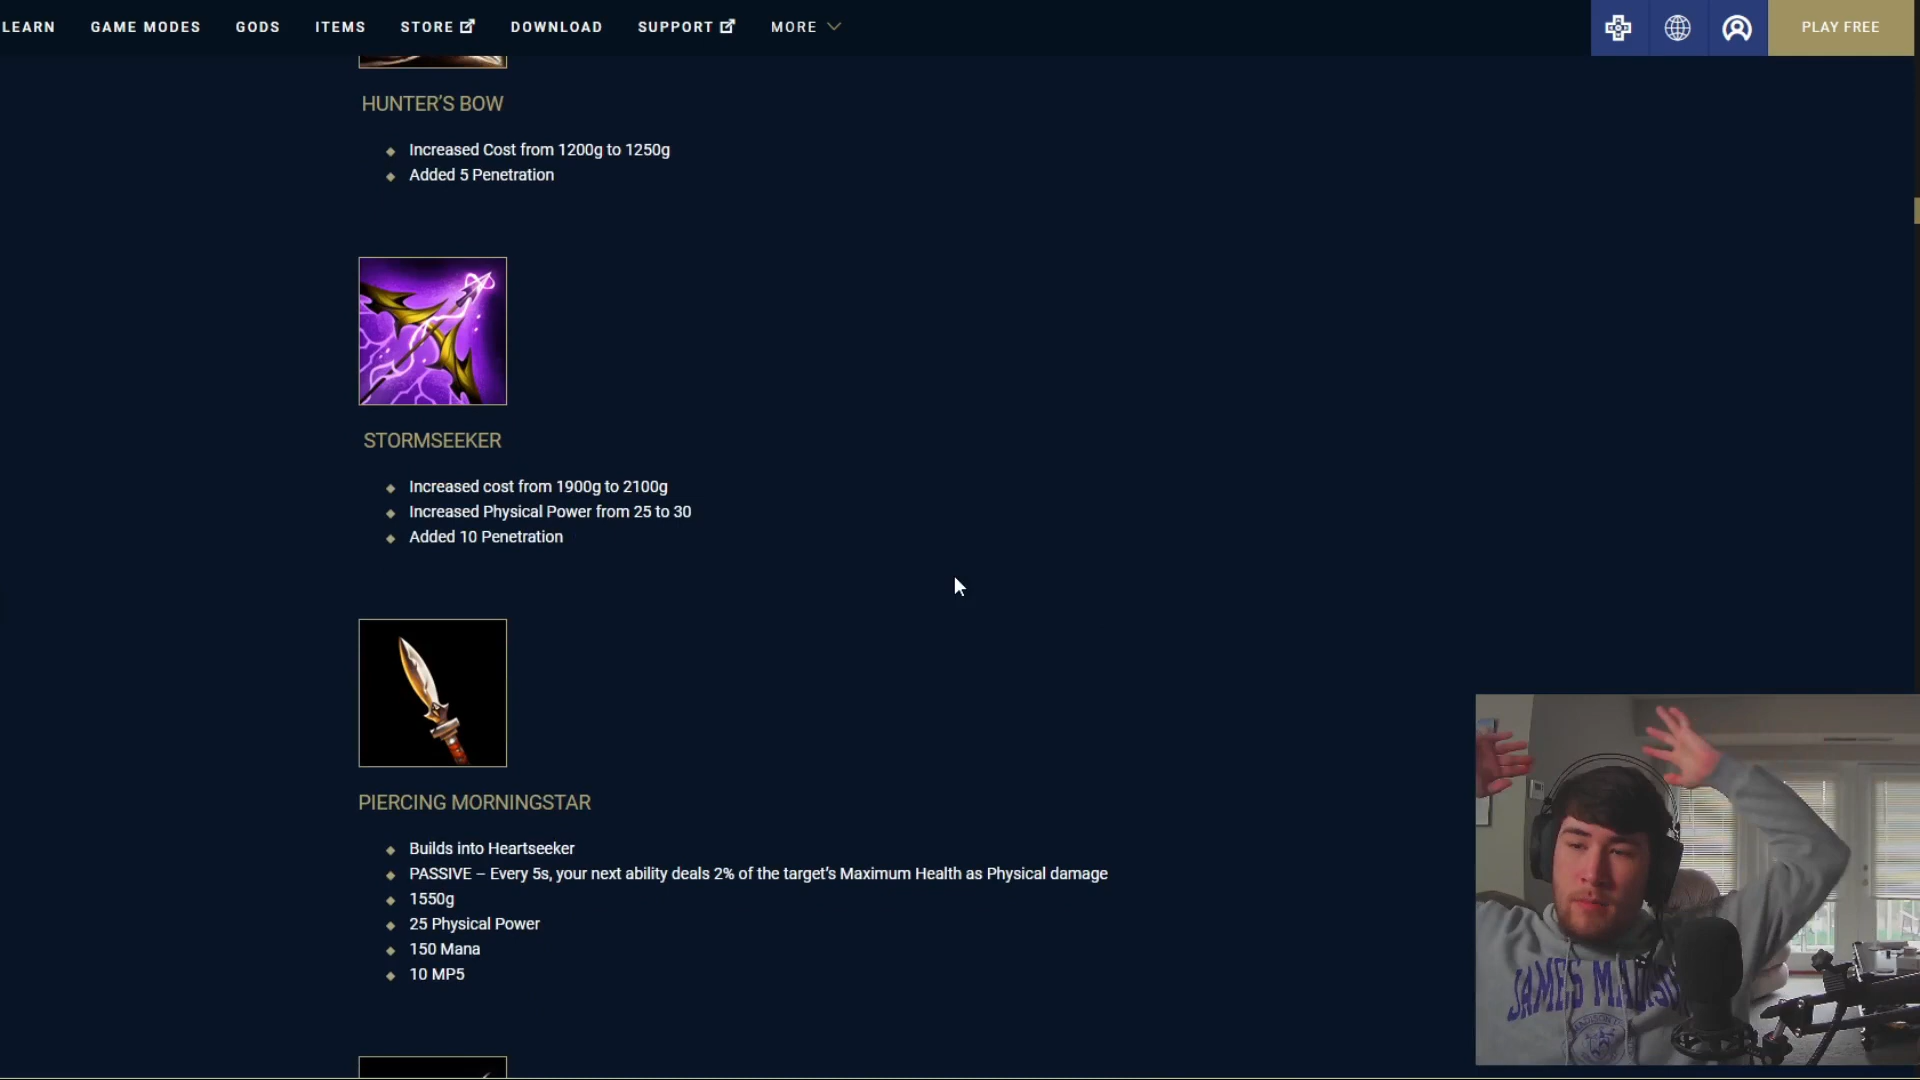 LEARN GAME MODES GODS ITEMS STORE DOWNLOAD SUPPORT MORE PLAY FREE
HUNTER’S BOW
Increased Cost from 1200g to 1250g
Added 5 Penetration
STORMSEEKER
Increased cost from 1900g to 2100g
Increased Physical Power from 25 to 30
Added 10 Penetration
PIERCING MORNINGSTAR
Builds into Heartseeker
PASSIVE – Every 5s, your next ability deals 2% of the target’s Maximum Health as Physical damage
1550g
25 Physical Power
150 Mana
10 MP5
JAMES MADISON